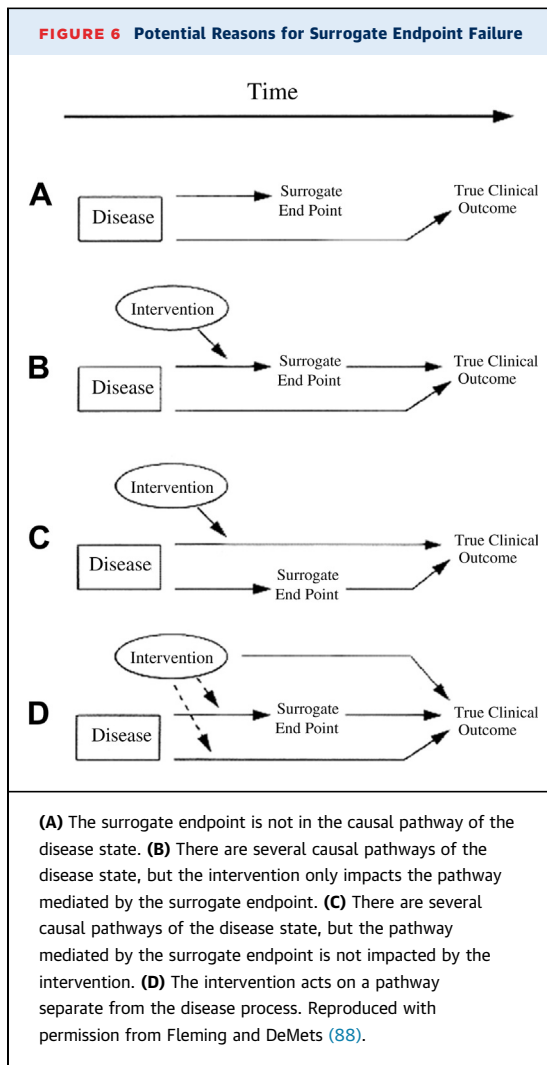 FIGURE 6 Potential Reasons for Surrogate Endpoint Failure
Time
A
Disease
Surrogate
End Point
True Clinical
Outcome
Intervention
B
Disease
Surrogate
End Point
True Clinical
Outcome
Intervention
C
Disease
Surrogate
End Point
True Clinical
Outcome
Intervention
D
Disease
Surrogate
End Point
True Clinical
Outcome
(A) The surrogate endpoint is not in the causal pathway of the
disease state. (B) There are several causal pathways of the
disease state, but the intervention only impacts the pathway
mediated by the surrogate endpoint. (C) There are several
causal pathways of the disease state, but the pathway
mediated by the surrogate endpoint is not impacted by the
intervention. (D) The intervention acts on a pathway
separate from the disease process. Reproduced with
permission from Fleming and DeMets (88).